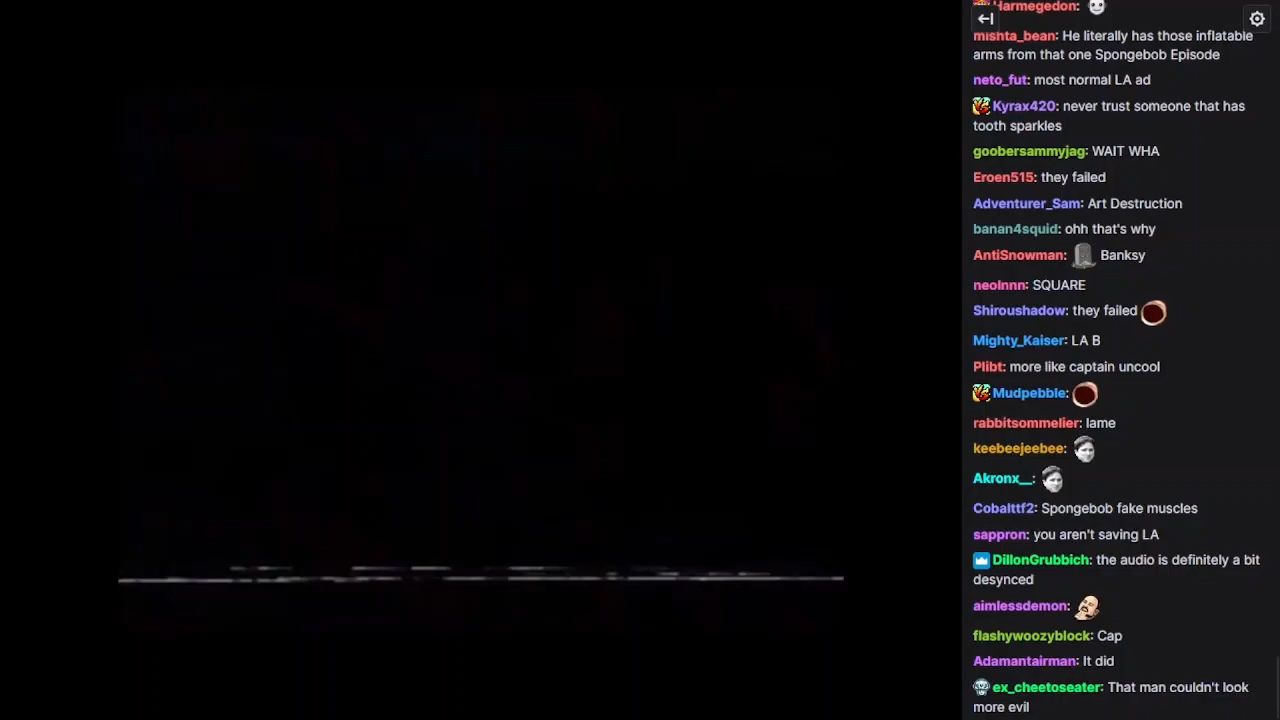 Harmegedon:
mishta_bean: He literally has those inflatable
arms from that one Spongebob Episode
neto_fut: most normal LA ad
Kyrax420: never trust someone that has
tooth sparkles
goobersammyjag: WAIT WHA
Eroen515: they failed
Adventurer_Sam: Art Destruction
banan4squid: ohh that's why
AntiSnowman: Banksy
neolnnn: SQUARE
Shiroushadow: they failed
Mighty_Kaiser: LA B
Plibt: more like captain uncool
Mudpebble:
rabbitsommelier: lame
keebeejeebee:
Akronx__:
Cobalttf2: Spongebob fake muscles
sappron: you aren't saving LA
DillonGrubbich: the audio is definitely a bit
desynced
aimlessdemon:
flashywoozyblock: Cap
Adamantairman: It did
ex_cheetoseater: That man couldn't look
more evil